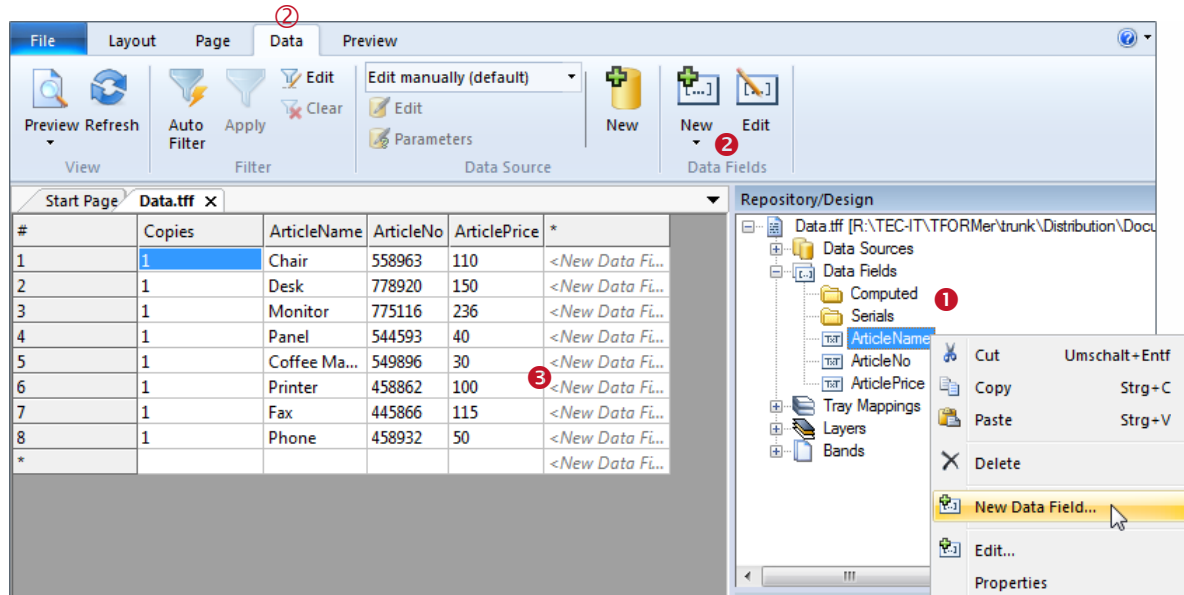 ②
File Layout Page Data Preview
Edit Edit manually (default)
Clear Edit
Preview Refresh Auto Filter Apply Parameters New New Edit
❷
View Filter Data Source Data Fields
Start Page Data.tff Repository/Design
# Copies ArticleName ArticleNo ArticlePrice *
1 1 Chair 558963 110 <New Data Fi...
2 1 Desk 778920 150 <New Data Fi...
3 1 Monitor 775116 236 <New Data Fi...
4 1 Panel 544593 40 <New Data Fi...
5 1 Coffee Ma... 549896 30 <New Data Fi...
6 1 Printer 458862 100 ❸ <New Data Fi...
7 1 Fax 445866 115 <New Data Fi...
8 1 Phone 458932 50 <New Data Fi...
* <New Data Fi...
Data.tff [R:\TEC-IT\TFORMer\trunk\Distribution\Docu
Data Sources
Data Fields
Computed ❶
Serials
ArticleName
ArticleNo
ArticlePrice
Tray Mappings
Layers
Bands
Cut Umschalt+Entf
Copy Strg+C
Paste Strg+V
Delete
New Data Field...
Edit...
Properties